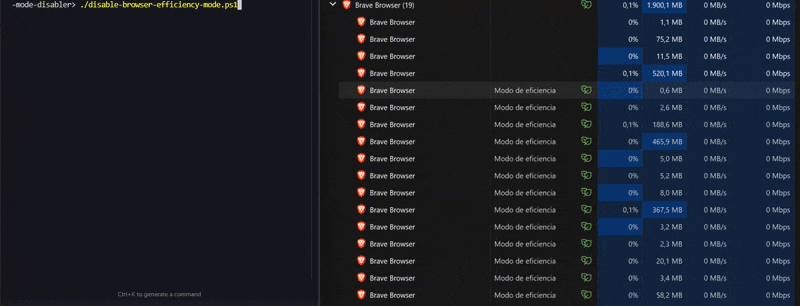 -mode-disabler> ./disable-browser-efficiency-mode.ps1
Ctrl+K to generate a command
Brave Browser (19) 0,1% 1.900,1 MB 0 MB/s 0 Mbps
Brave Browser 0% 1,1 MB 0 MB/s 0 Mbps
Brave Browser 0% 75,2 MB 0 MB/s 0 Mbps
Brave Browser 0% 11,5 MB 0 MB/s 0 Mbps
Brave Browser 0,1% 520,1 MB 0 MB/s 0 Mbps
Brave Browser Modo de eficiencia 0% 0,6 MB 0 MB/s 0 Mbps
Brave Browser Modo de eficiencia 0% 2,6 MB 0 MB/s 0 Mbps
Brave Browser Modo de eficiencia 0,1% 188,6 MB 0 MB/s 0 Mbps
Brave Browser Modo de eficiencia 0% 465,9 MB 0 MB/s 0 Mbps
Brave Browser Modo de eficiencia 0% 5,0 MB 0 MB/s 0 Mbps
Brave Browser Modo de eficiencia 0% 5,2 MB 0 MB/s 0 Mbps
Brave Browser Modo de eficiencia 0% 8,0 MB 0 MB/s 0 Mbps
Brave Browser Modo de eficiencia 0,1% 367,5 MB 0 MB/s 0 Mbps
Brave Browser Modo de eficiencia 0% 3,2 MB 0 MB/s 0 Mbps
Brave Browser Modo de eficiencia 0% 2,3 MB 0 MB/s 0 Mbps
Brave Browser Modo de eficiencia 0% 20,1 MB 0 MB/s 0 Mbps
Brave Browser Modo de eficiencia 0% 3,4 MB 0 MB/s 0 Mbps
Brave Browser Modo de eficiencia 0% 58,2 MB 0 MB/s 0 Mbps